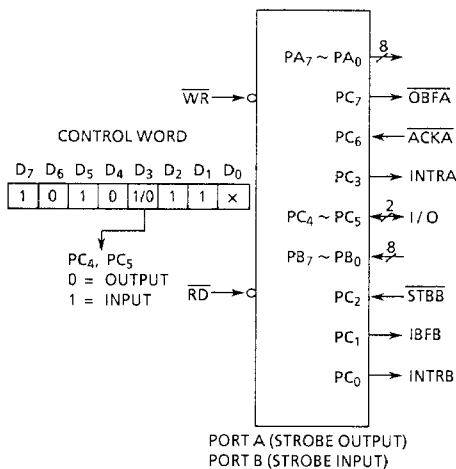 PA7 ~ PA0 8
WR PC7 OBFA
PC6 ACKA
CONTROL WORD
PC3 INTRA
D7 D6 D5 D4 D3 D2 D1 D0
1 0 1 0 1/0 1 1 ×
PC4 ~ PC5 2 I/O
PC4, PC5
0 = OUTPUT
1 = INPUT
PB7 ~ PB0 8
RD PC2 STBB
PC1 IBFB
PC0 INTRB
PORT A (STROBE OUTPUT)
PORT B (STROBE INPUT)